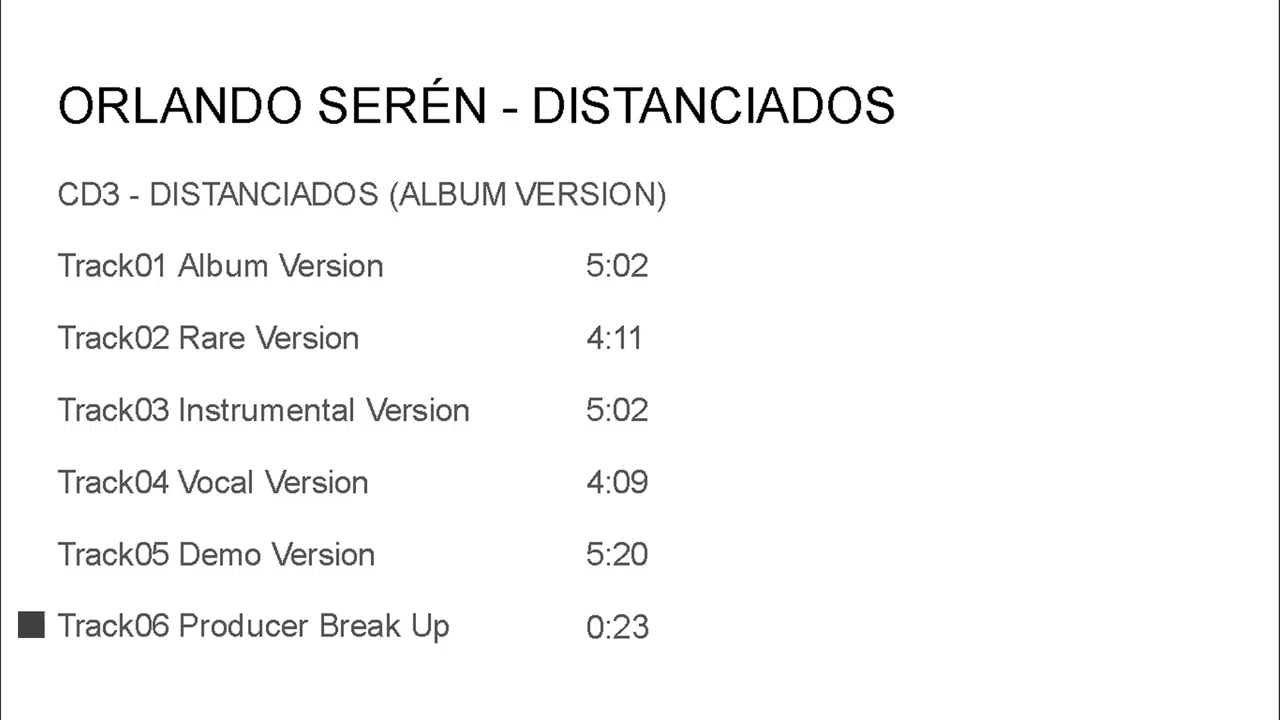 ORLANDO SERÉN - DISTANCIADOS
CD3 - DISTANCIADOS (ALBUM VERSION)
Track01 Album Version 5:02
Track02 Rare Version 4:11
Track03 Instrumental Version 5:02
Track04 Vocal Version 4:09
Track05 Demo Version 5:20
Track06 Producer Break Up 0:23